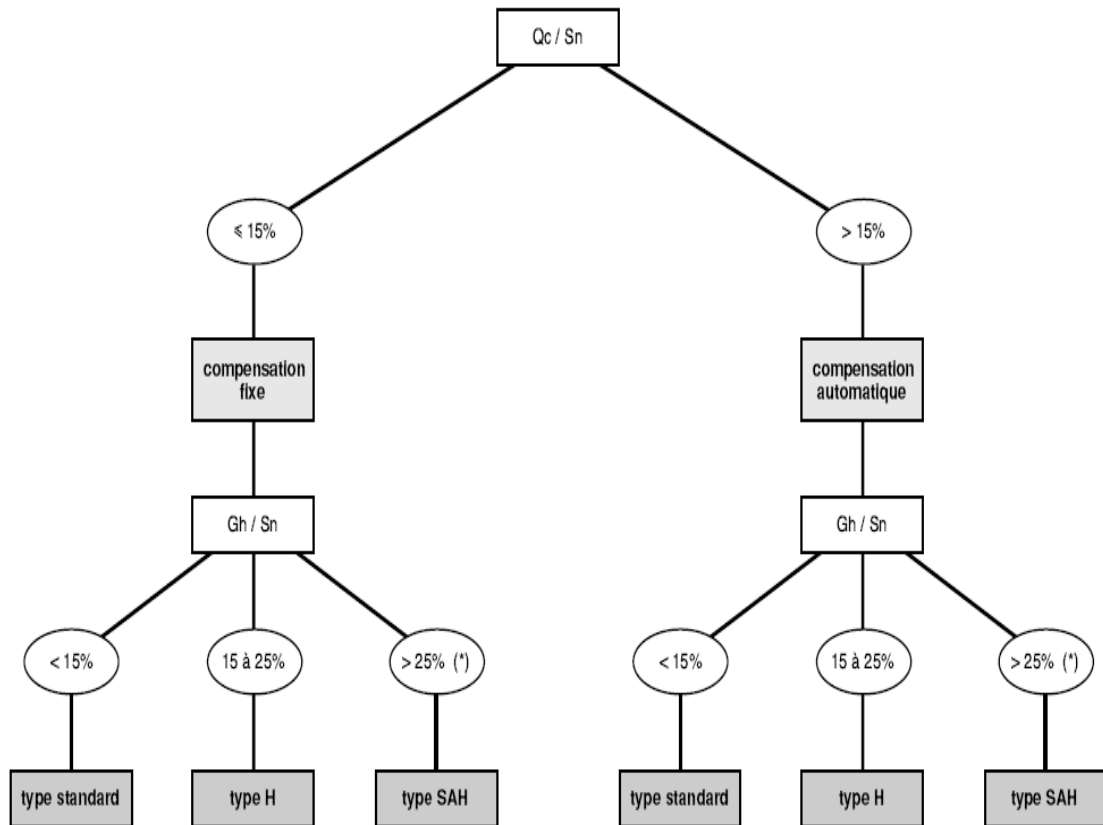 Qc / Sn
⩽ 15%
> 15%
compensation
fixe
compensation
automatique
Gh / Sn
Gh / Sn
< 15%
15 à 25%
> 25% (*)
< 15%
15 à 25%
> 25% (*)
type standard
type H
type SAH
type standard
type H
type SAH